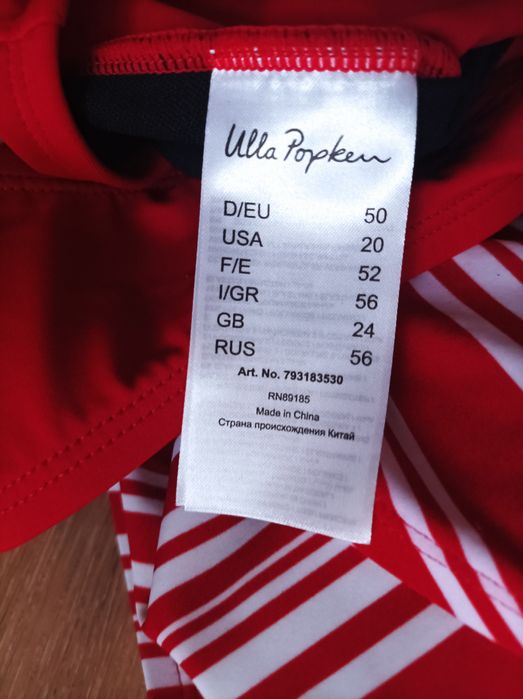 Ulla Popken
D/EU 50
USA 20
F/E 52
I/GR 56
GB 24
RUS 56
Art. No. 793183530
RN89185
Made in China
Страна происхождения Китай